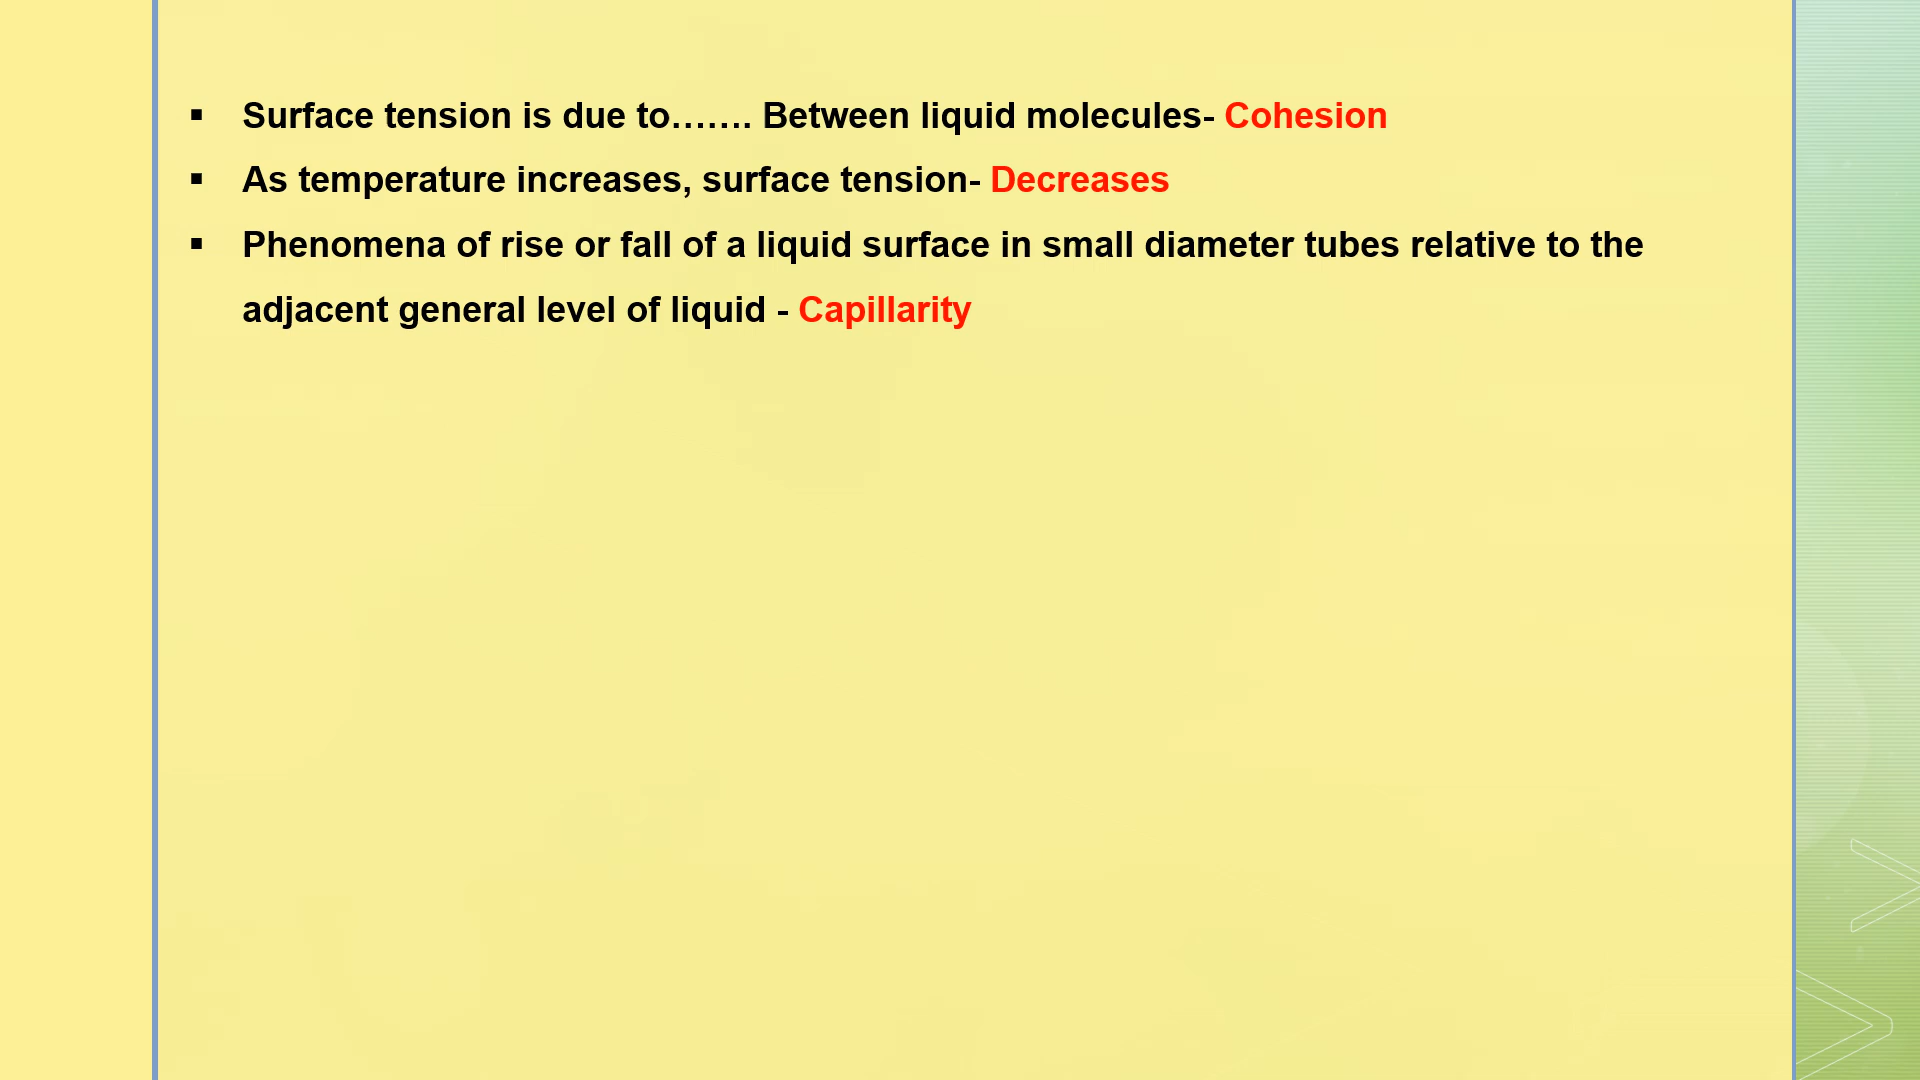 ▪ Surface tension is due to……. Between liquid molecules- Cohesion
▪ As temperature increases, surface tension- Decreases
▪ Phenomena of rise or fall of a liquid surface in small diameter tubes relative to the
adjacent general level of liquid - Capillarity